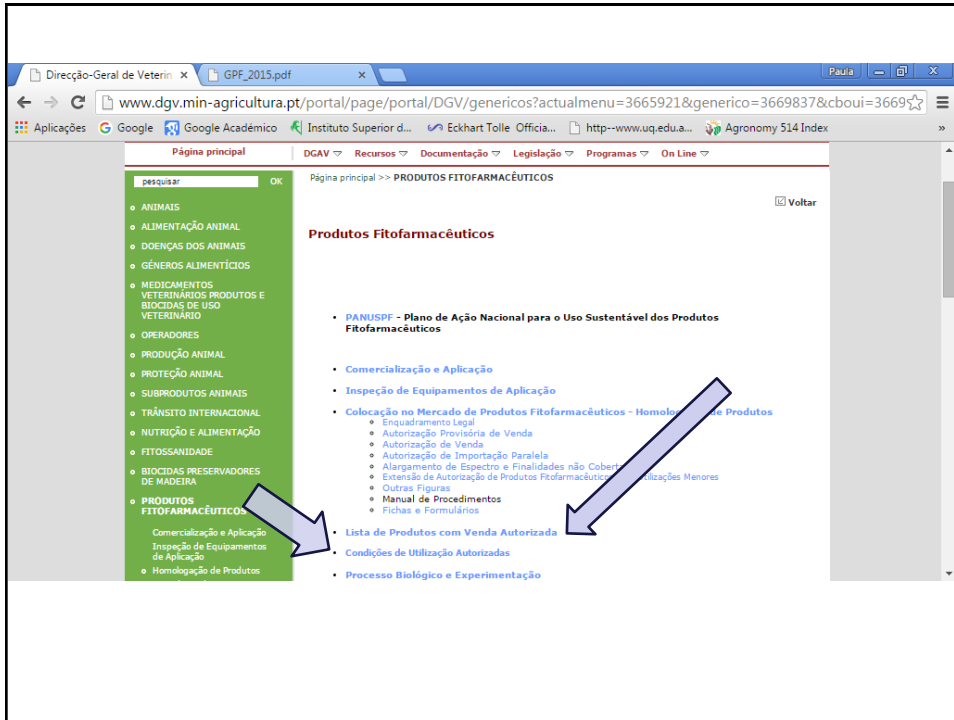 Direcção-Geral de Veterin
GPF_2015.pdf
Paula
www.dgv.min-agricultura.pt/portal/page/portal/DGV/genericos?actualmenu=3665921&generico=3669837&cboui=3669
Aplicações
Google
Google Académico
Instituto Superior d...
Eckhart Tolle Officia...
http--www.uq.edu.a...
Agronomy 514 Index
»
Página principal
DGAV
Recursos
Documentação
Legislação
Programas
On Line
pesquisar
OK
Página principal >> PRODUTOS FITOFARMACÊUTICOS
Voltar
ANIMAIS
ALIMENTAÇÃO ANIMAL
DOENÇAS DOS ANIMAIS
GÉNEROS ALIMENTÍCIOS
MEDICAMENTOS
VETERINÁRIOS PRODUTOS E
BIOCIDAS DE USO
VETERINÁRIO
OPERADORES
PRODUÇÃO ANIMAL
PROTEÇÃO ANIMAL
SUBPRODUTOS ANIMAIS
TRÂNSITO INTERNACIONAL
NUTRIÇÃO E ALIMENTAÇÃO
FITOSSANIDADE
BIOCIDAS PRESERVADORES
DE MADEIRA
PRODUTOS
FITOFARMACÊUTICOS
Comercialização e Aplicação
Inspeção de Equipamentos
de Aplicação
Homologação de Produtos
Produtos Fitofarmacêuticos
PANUSPF - Plano de Ação Nacional para o Uso Sustentável dos Produtos
Fitofarmacêuticos
Comercialização e Aplicação
Inspeção de Equipamentos de Aplicação
Colocação no Mercado de Produtos Fitofarmacêuticos - Homolo de Produtos
Enquadramento Legal
Autorização Provisória de Venda
Autorização de Venda
Autorização de Importação Paralela
Alargamento de Espectro e Finalidades não Cobert
Extensão de Autorização de Produtos Fitofarmacêutico tilizações Menores
Outras Figuras
Manual de Procedimentos
Fichas e Formulários
Lista de Produtos com Venda Autorizada
Condições de Utilização Autorizadas
Processo Biológico e Experimentação